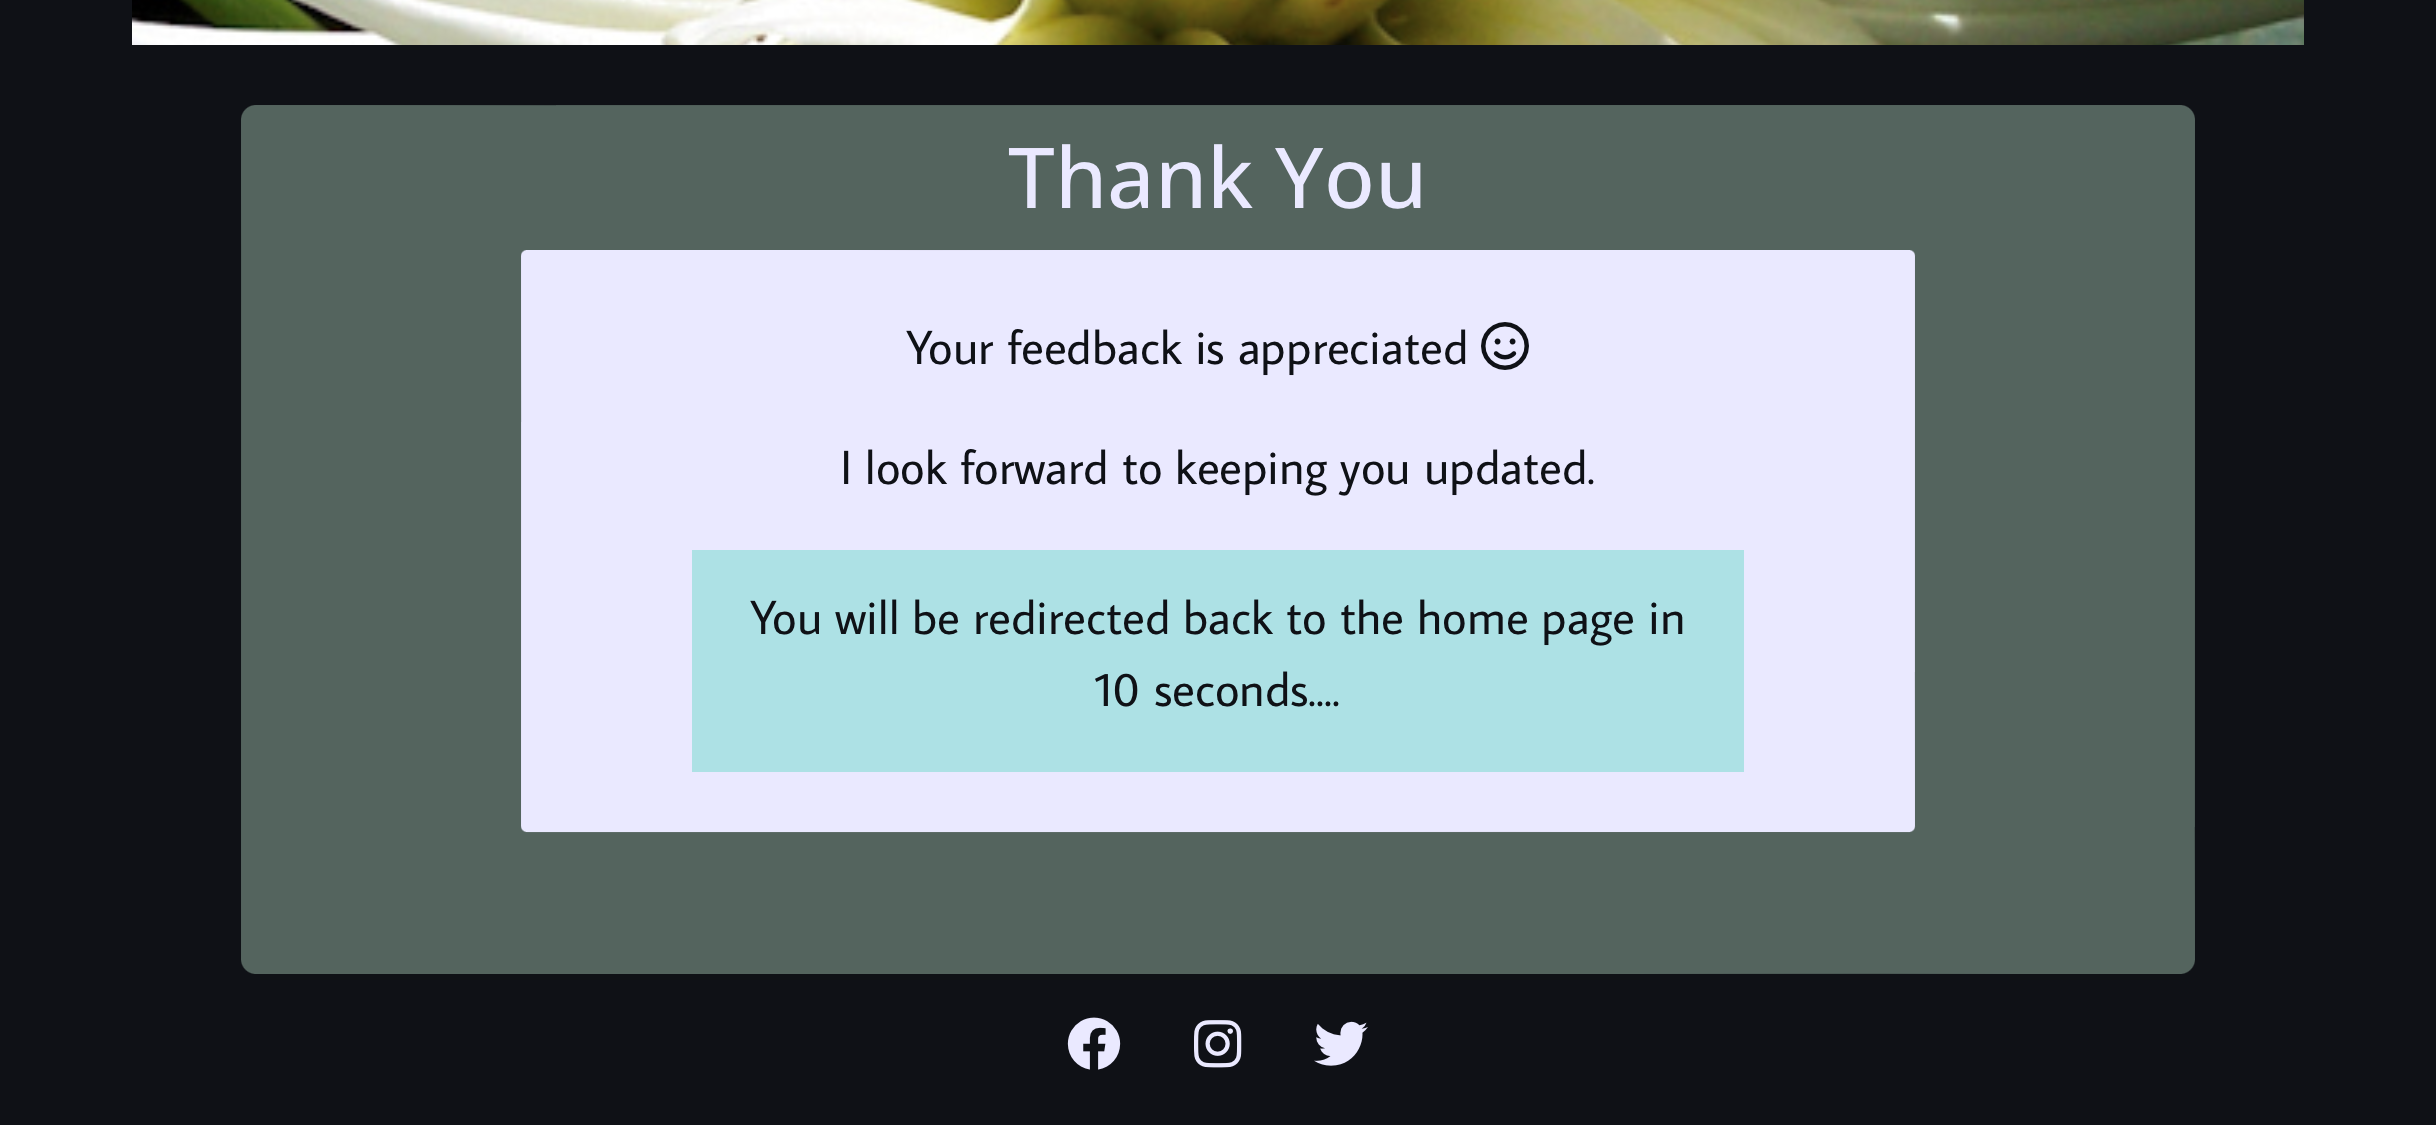 Thank You
Your feedback is appreciated
I look forward to keeping you updated.
You will be redirected back to the home page in
10 seconds....